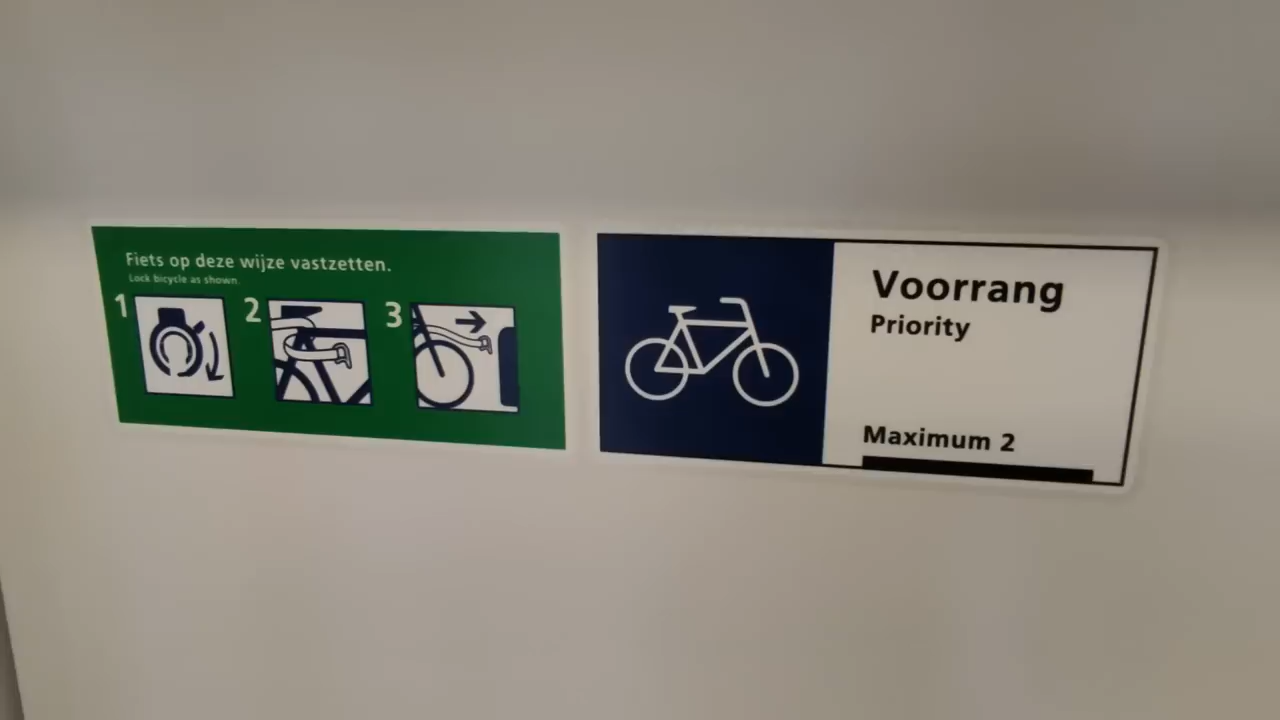 Fiets op deze wijze vastzetten.
Lock bicycle as shown.
1 2 3
Voorrang
Priority
Maximum 2